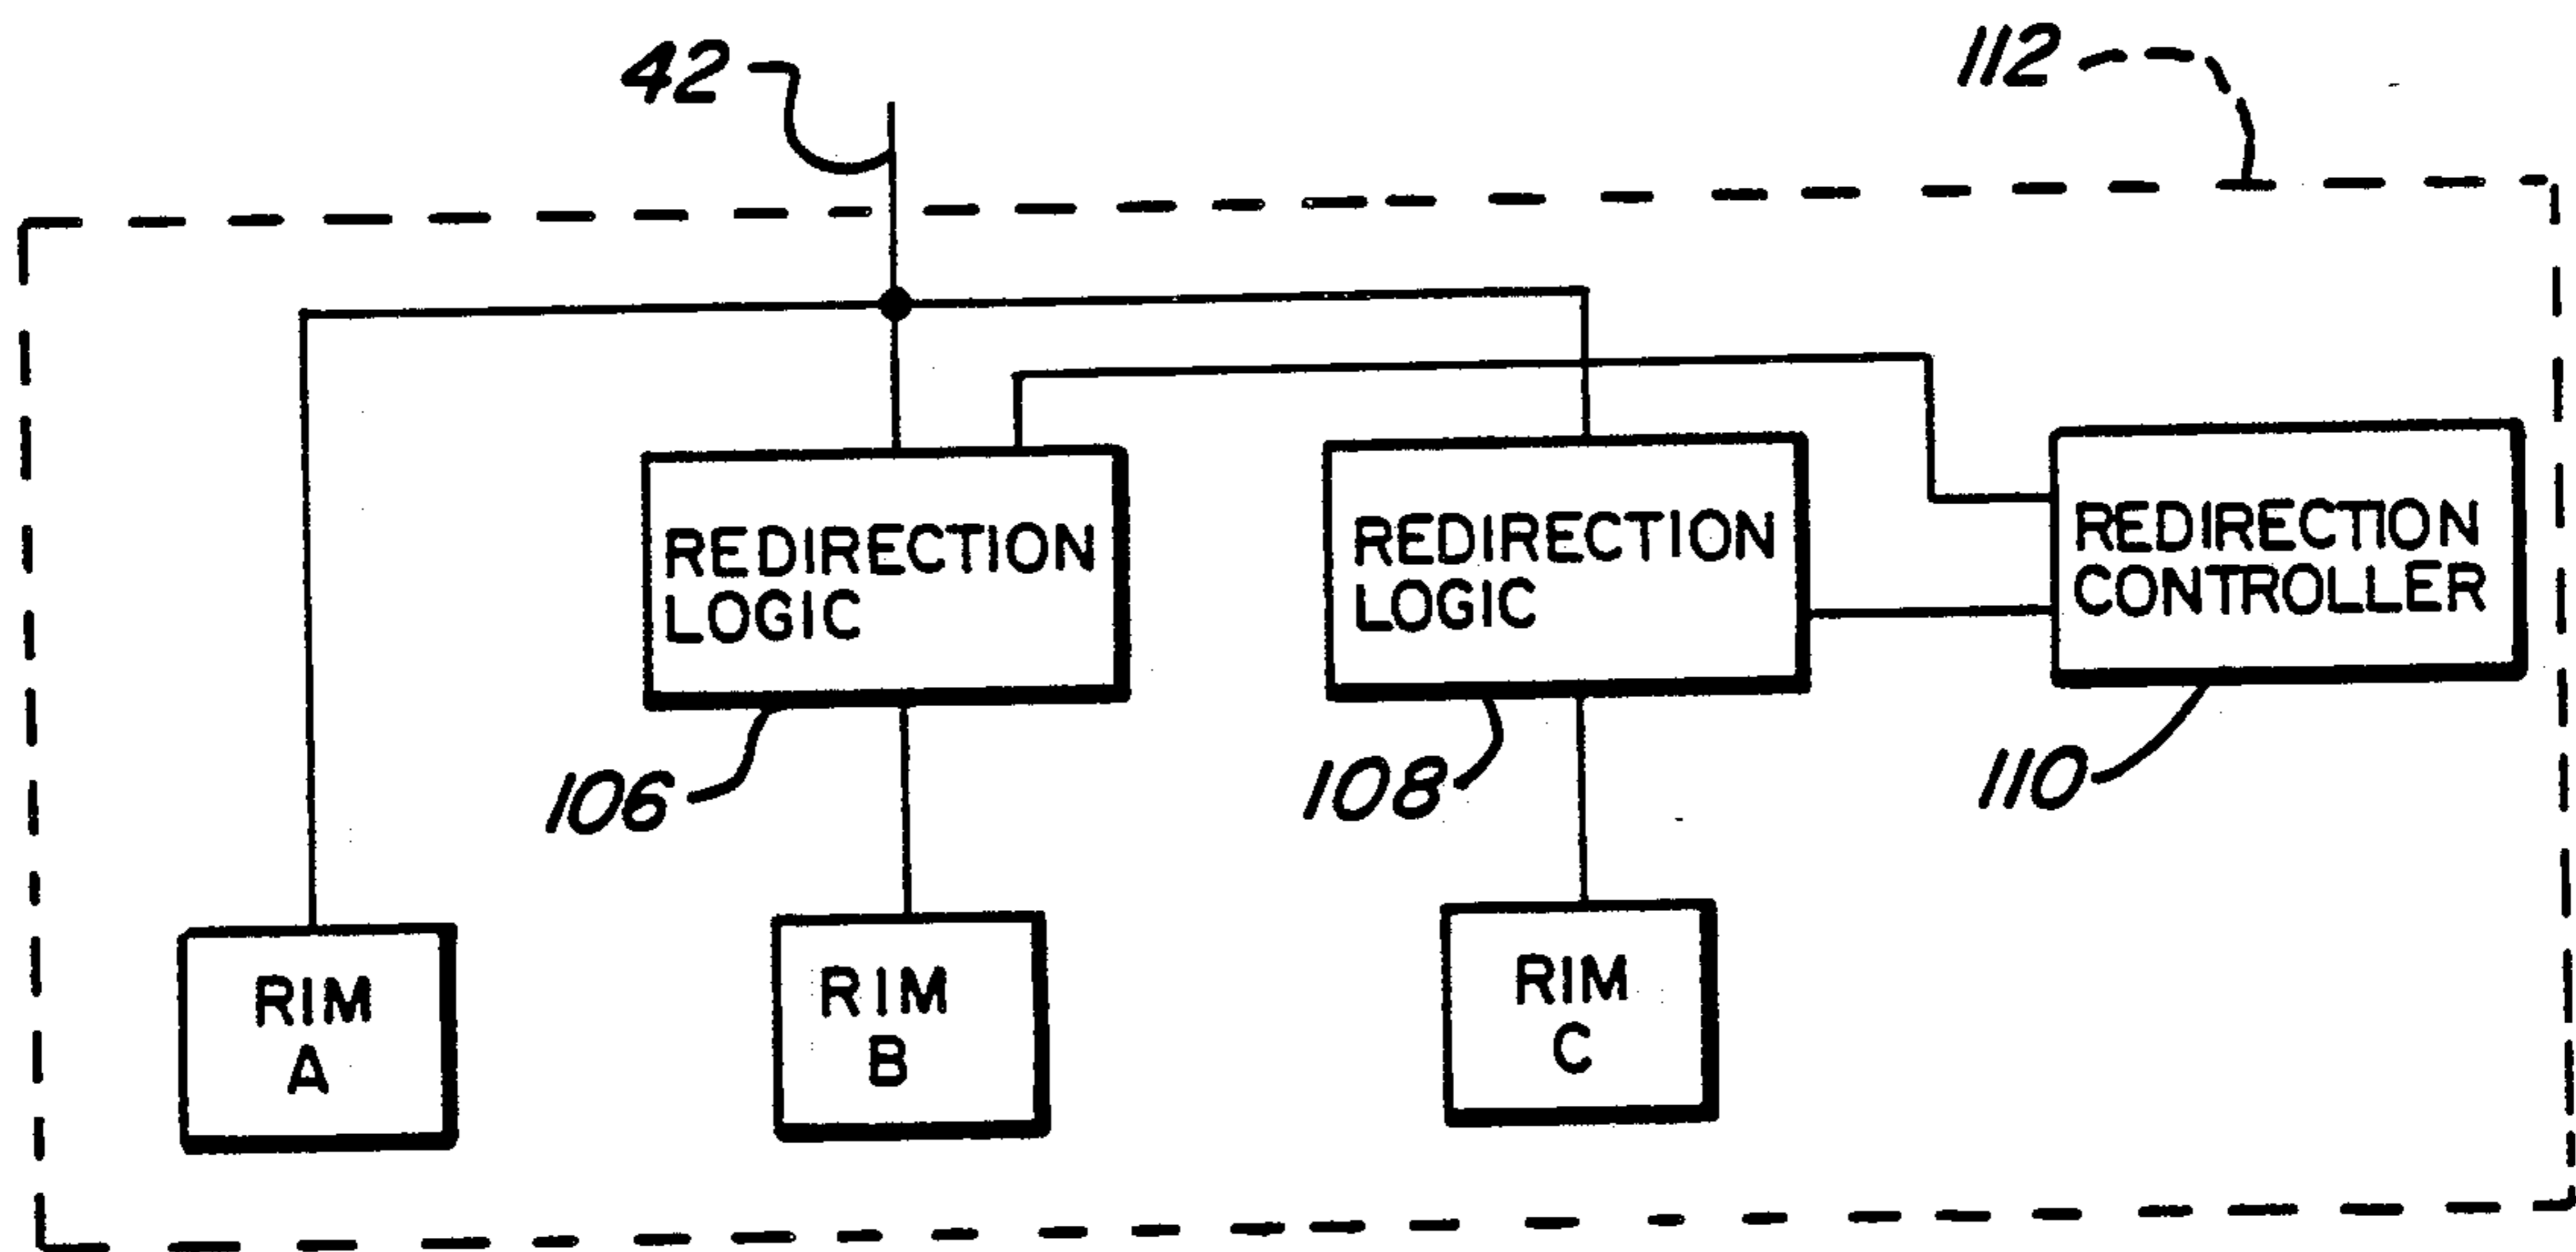 42
112
REDIRECTION
LOGIC
REDIRECTION
LOGIC
REDIRECTION
CONTROLLER
106
108
110
RIM
A
RIM
B
RIM
C